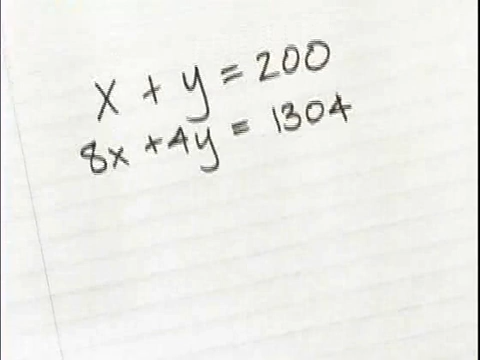 x + y = 200
8x + 4y = 1304